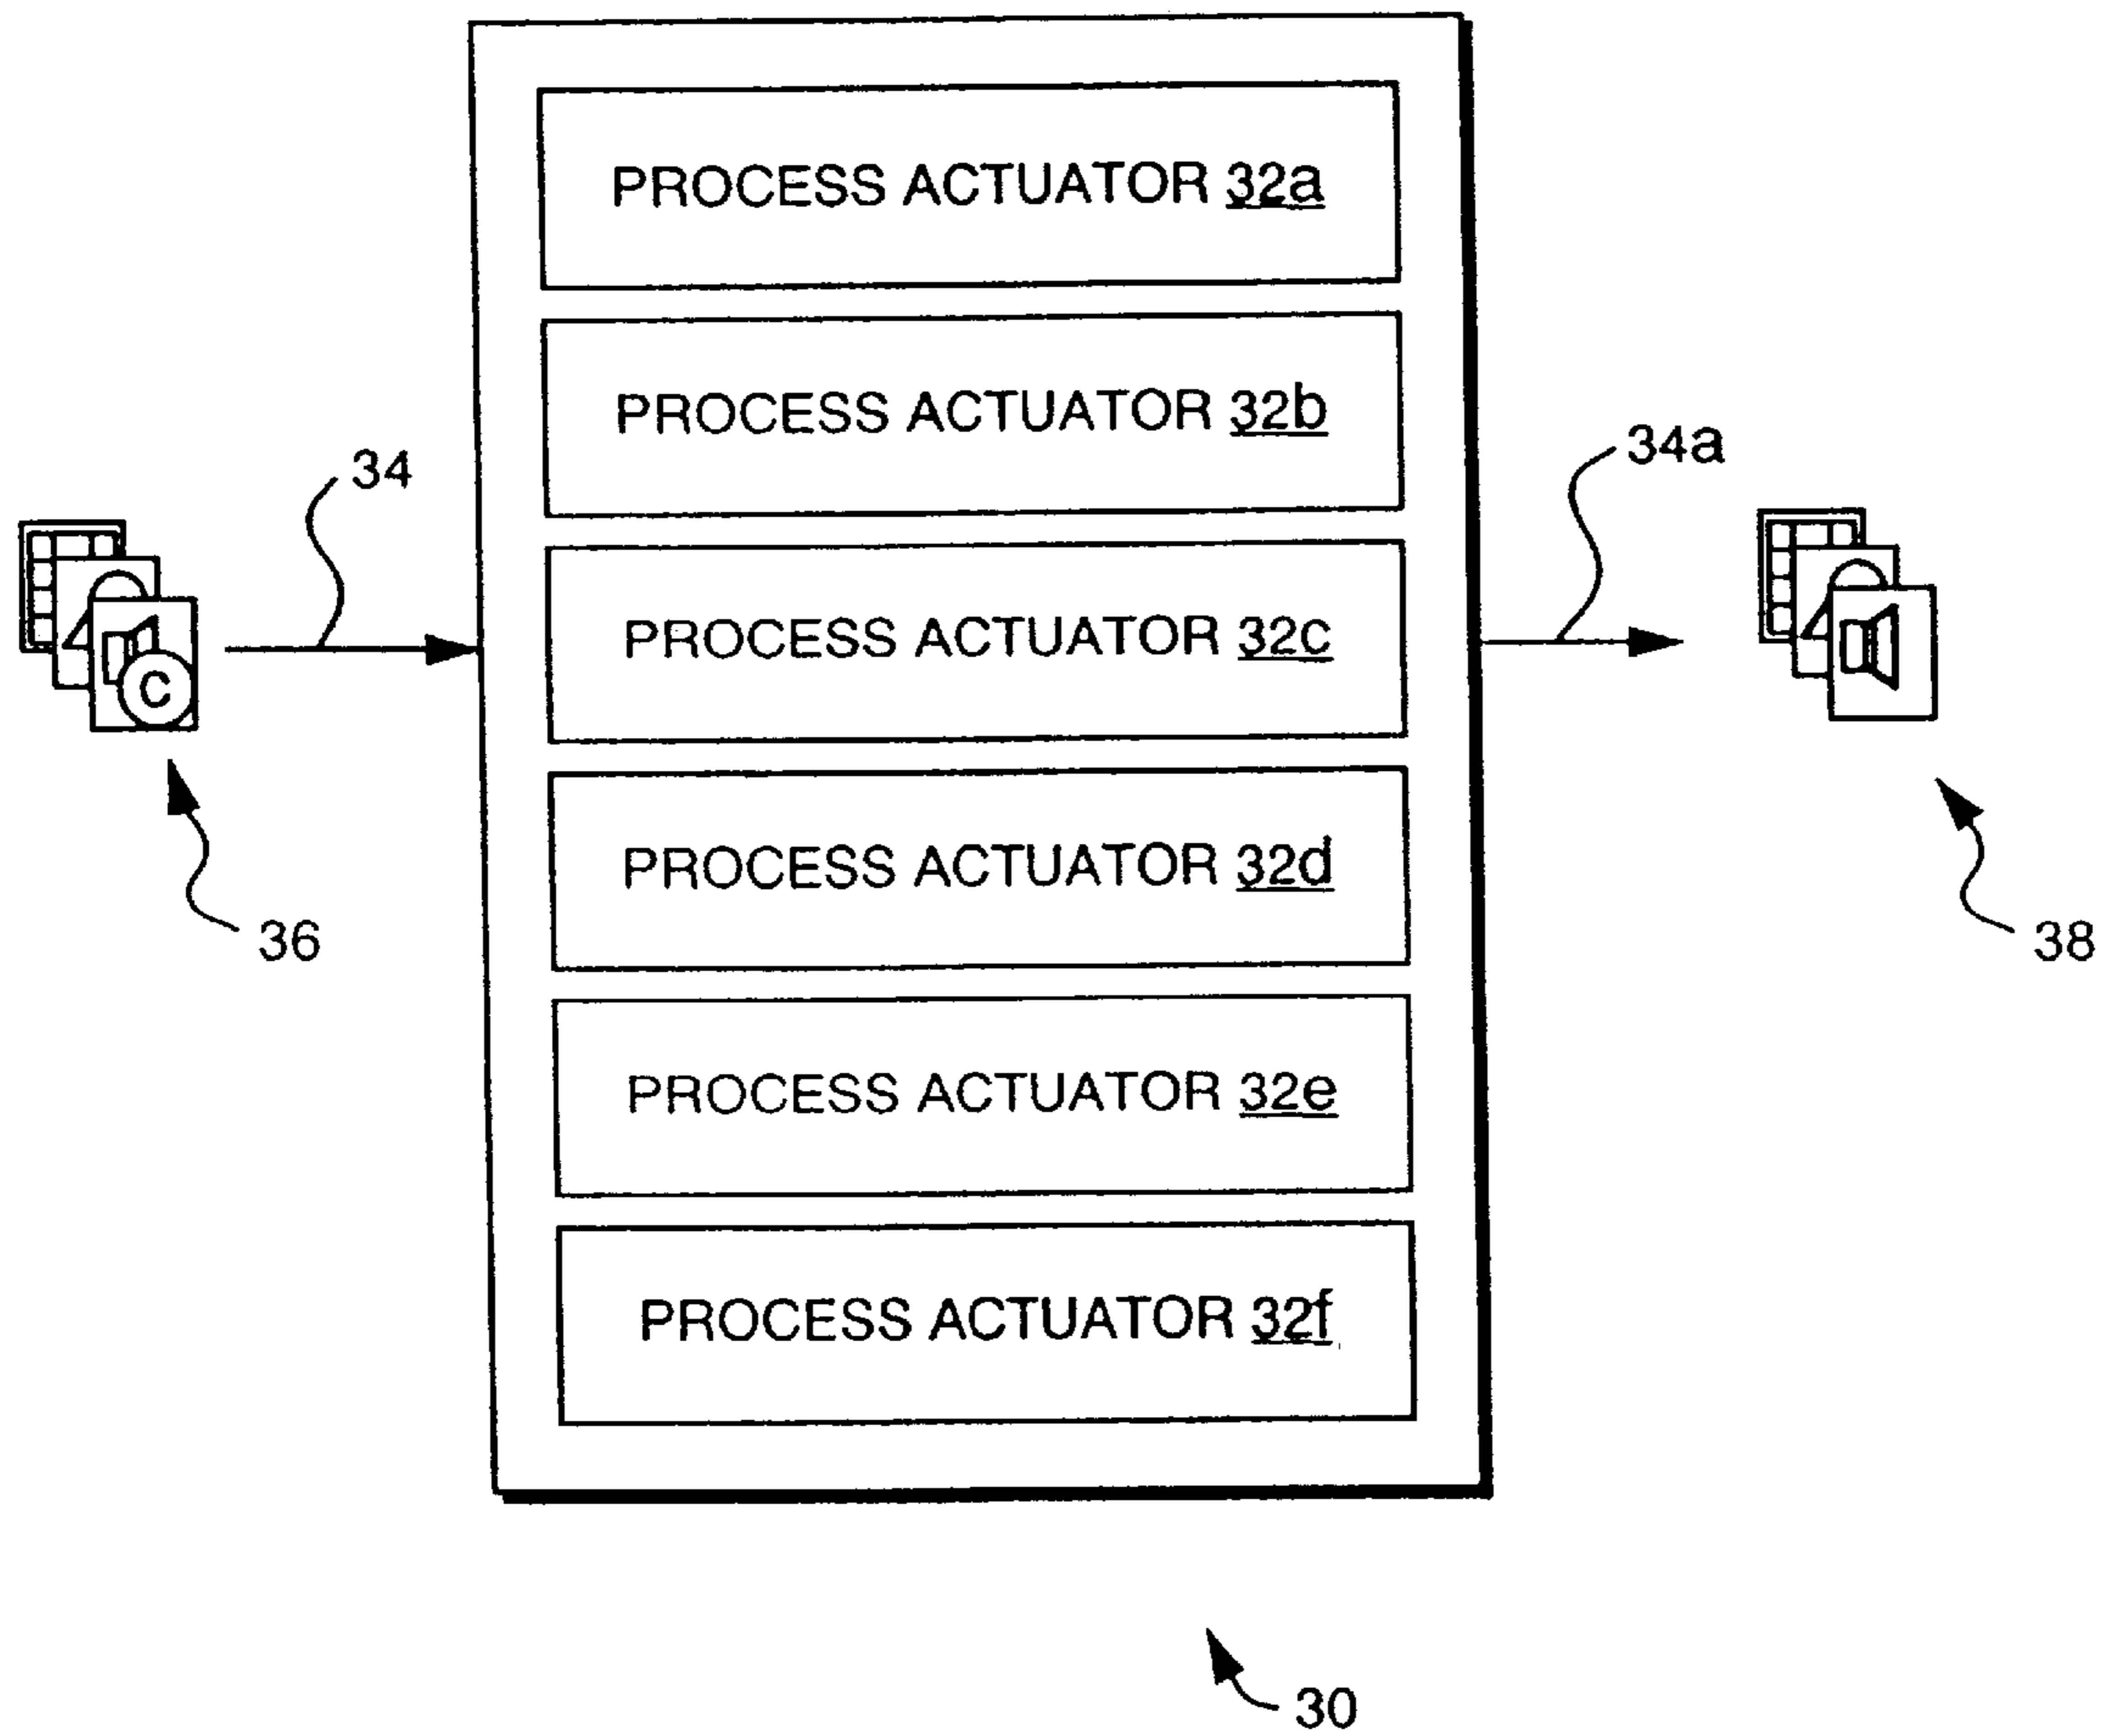 PROCESS ACTUATOR 32a
PROCESS ACTUATOR 32b
34
34a
PROCESS ACTUATOR 32c
C
PROCESS ACTUATOR 32d
36
38
PROCESS ACTUATOR 32e
PROCESS ACTUATOR 32f
30